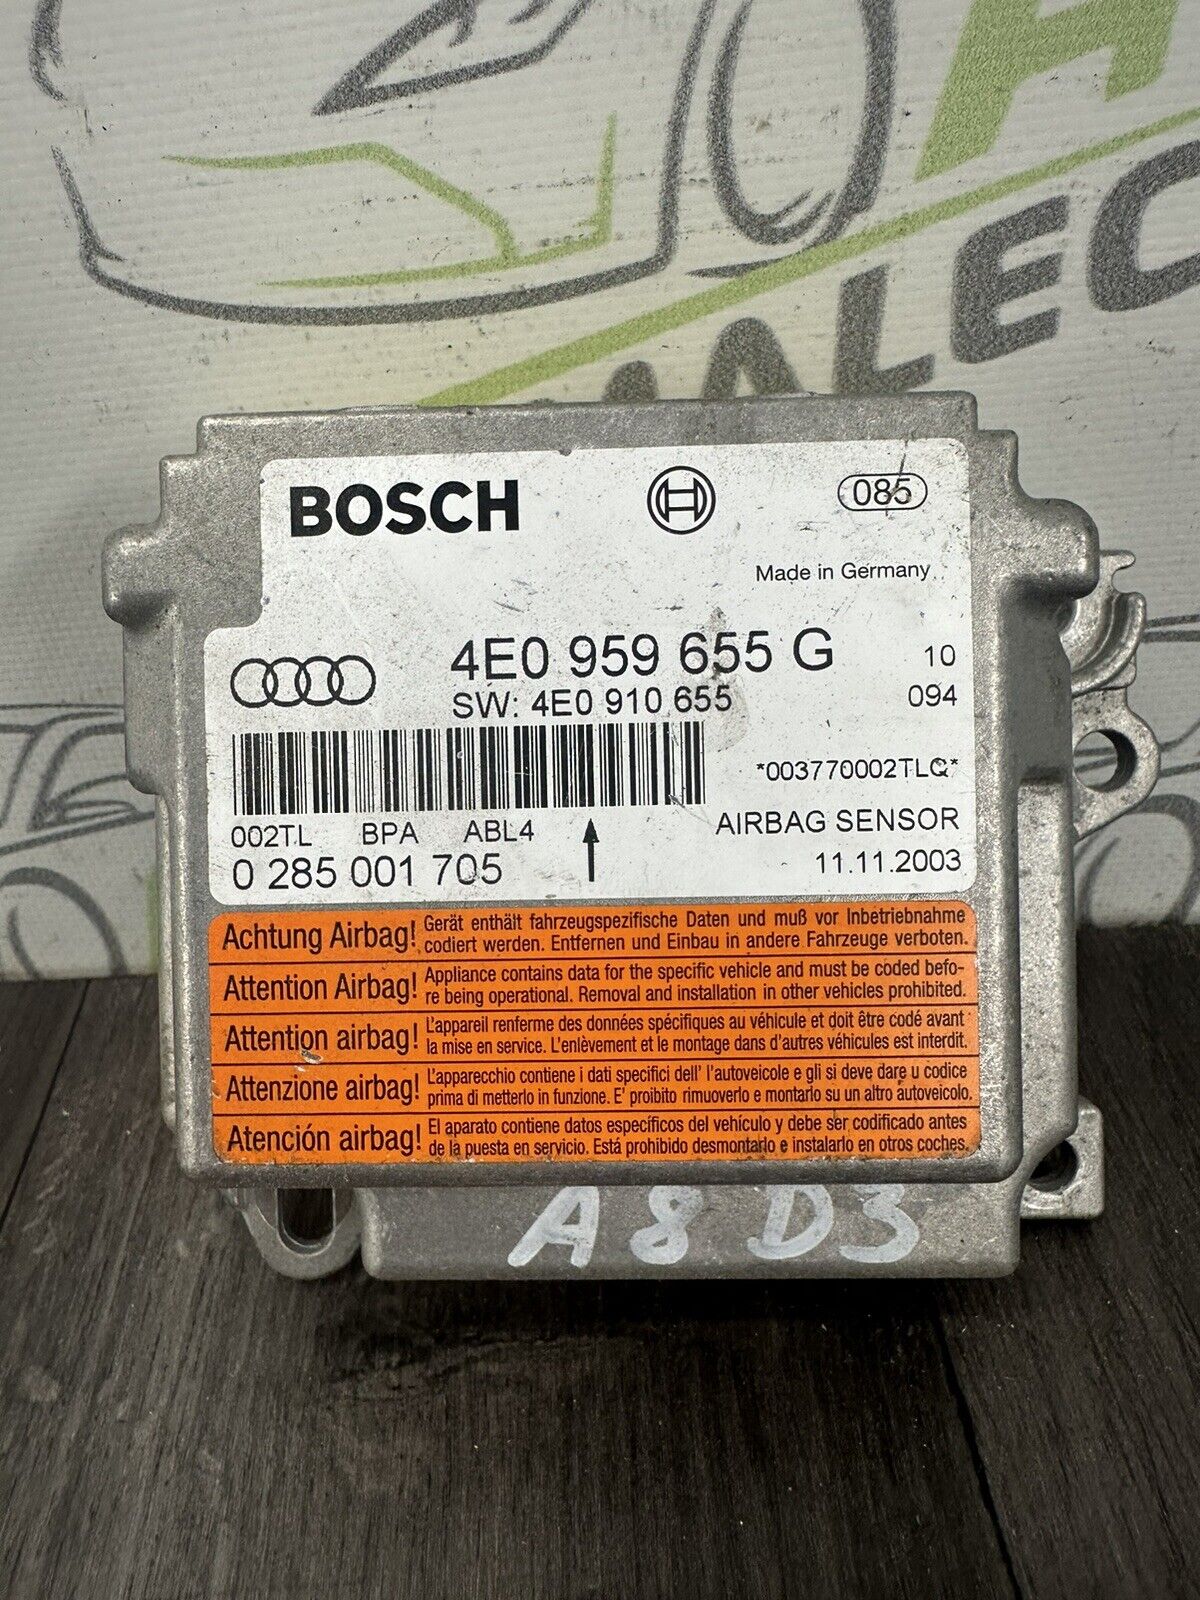 ALEC
BOSCH
085
Made in Germany
4E0 959 655 G
10
SW: 4E0 910 655
094
*003770002TLG*
002TL BPA ABL4
AIRBAG SENSOR
0 285 001 705
11.11.2003
Achtung Airbag! Gerät enthält fahrzeugspezifische Daten und muß vor Inbetriebnahme
codiert werden. Entfernen und Einbau in andere Fahrzeuge verboten.
Attention Airbag! Appliance contains data for the specific vehicle and must be coded befo-
re being operational. Removal and installation in other vehicles prohibited.
Attention airbag! L'appareil renferme des données spécifiques au véhicule et doit être codé avant
la mise en service. L'enlèvement et le montage dans d'autres véhicules est interdit.
Attenzione airbag! L'apparecchio contiene i dati specifici dell' l'autoveicole e gli si deve dare u codice
prima di metterlo in funzione. E' proibito rimuoverlo e montarlo su un altro autoveicolo.
Atención airbag! El aparato contiene datos específicos del vehículo y debe ser codificado antes
de la puesta en servicio. Está prohibido desmontarlo e instalarlo en otros coches.
A8 D3